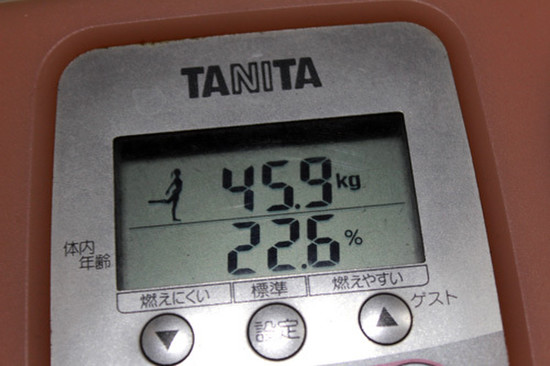 TANITA
45.9kg
22.6%
体内
年齢
燃えにくい 標準 燃えやすい
▼ 設定 ▲ ゲスト